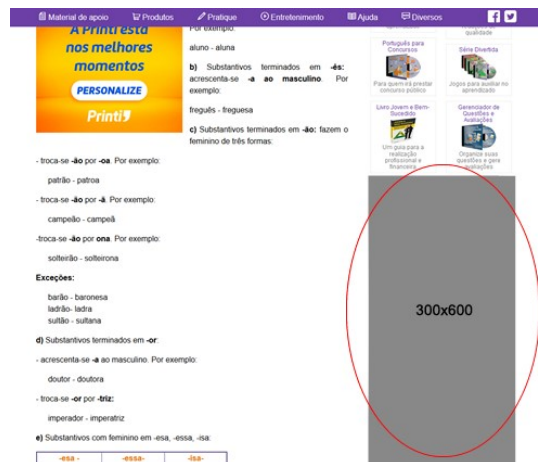 Material de apoio Produtos Pratique Entretenimento Ajuda Diversos
A Printi está
nos melhores
momentos
PERSONALIZE
Printi
Por exemplo:
aluno - aluna
b) Substantivos terminados em -ês:
acrescenta-se -a ao masculino. Por
exemplo:
freguês - freguesa
c) Substantivos terminados em -ão: fazem o
feminino de três formas:
- troca-se -ão por -oa. Por exemplo:
patrão - patroa
- troca-se -ão por -ã. Por exemplo:
campeão - campeã
-troca-se -ão por ona. Por exemplo:
solteirão - solteirona
Exceções:
barão - baronesa
ladrão- ladra
sultão - sultana
d) Substantivos terminados em -or:
- acrescenta-se -a ao masculino. Por exemplo:
doutor - doutora
- troca-se -or por -triz:
imperador - imperatriz
e) Substantivos com feminino em -esa, -essa, -isa:
-esa - -essa- -isa-
qualidade
Português para
Concursos
Para quem irá prestar
concurso público
Série Divertida
Jogos para auxiliar no
aprendizado
Livro Jovem e Bem-
Sucedido
Um guia para a
realização
profissional e
financeira.
Gerenciador de
Questões e
Avaliações
Organize suas
questões e gere
avaliações
300x600